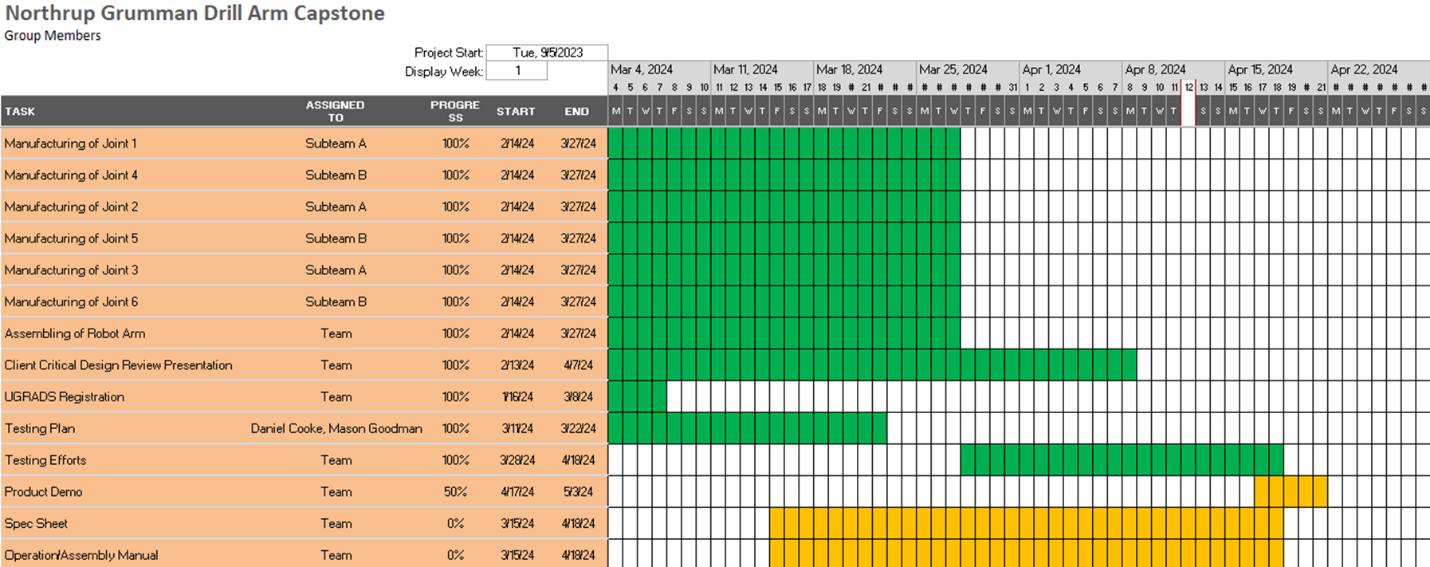 Northrup Grumman Drill Arm Capstone
Group Members
Project Start: Tue, 9/5/2023
Display Week: 1
Mar 4, 2024 Mar 11, 2024 Mar 18, 2024 Mar 25, 2024 Apr 1, 2024 Apr 8, 2024 Apr 15, 2024 Apr 22, 2024
4 5 6 7 8 9 10 11 12 13 14 15 16 17 18 19 # 21 # # # # # # # # # 31 1 2 3 4 5 6 7 8 9 10 11 12 13 14 15 16 17 18 19 # 21 # # # # # # #
TASK ASSIGNED TO PROGRE SS START END M T W T F S S M T W T F S S M T W T F S S M T W T F S S M T W T F S S M T W T F S S M T W T F S S M T W T F S S
Manufacturing of Joint 1 Subteam A 100% 2/14/24 3/27/24
Manufacturing of Joint 4 Subteam B 100% 2/14/24 3/27/24
Manufacturing of Joint 2 Subteam A 100% 2/14/24 3/27/24
Manufacturing of Joint 5 Subteam B 100% 2/14/24 3/27/24
Manufacturing of Joint 3 Subteam A 100% 2/14/24 3/27/24
Manufacturing of Joint 6 Subteam B 100% 2/14/24 3/27/24
Assembling of Robot Arm Team 100% 2/14/24 3/27/24
Client Critical Design Review Presentation Team 100% 2/13/24 4/7/24
UGRADS Registration Team 100% 1/16/24 3/8/24
Testing Plan Daniel Cooke, Mason Goodman 100% 3/11/24 3/22/24
Testing Efforts Team 100% 3/28/24 4/18/24
Product Demo Team 50% 4/17/24 5/3/24
Spec Sheet Team 0% 3/15/24 4/18/24
Operation/Assembly Manual Team 0% 3/15/24 4/18/24